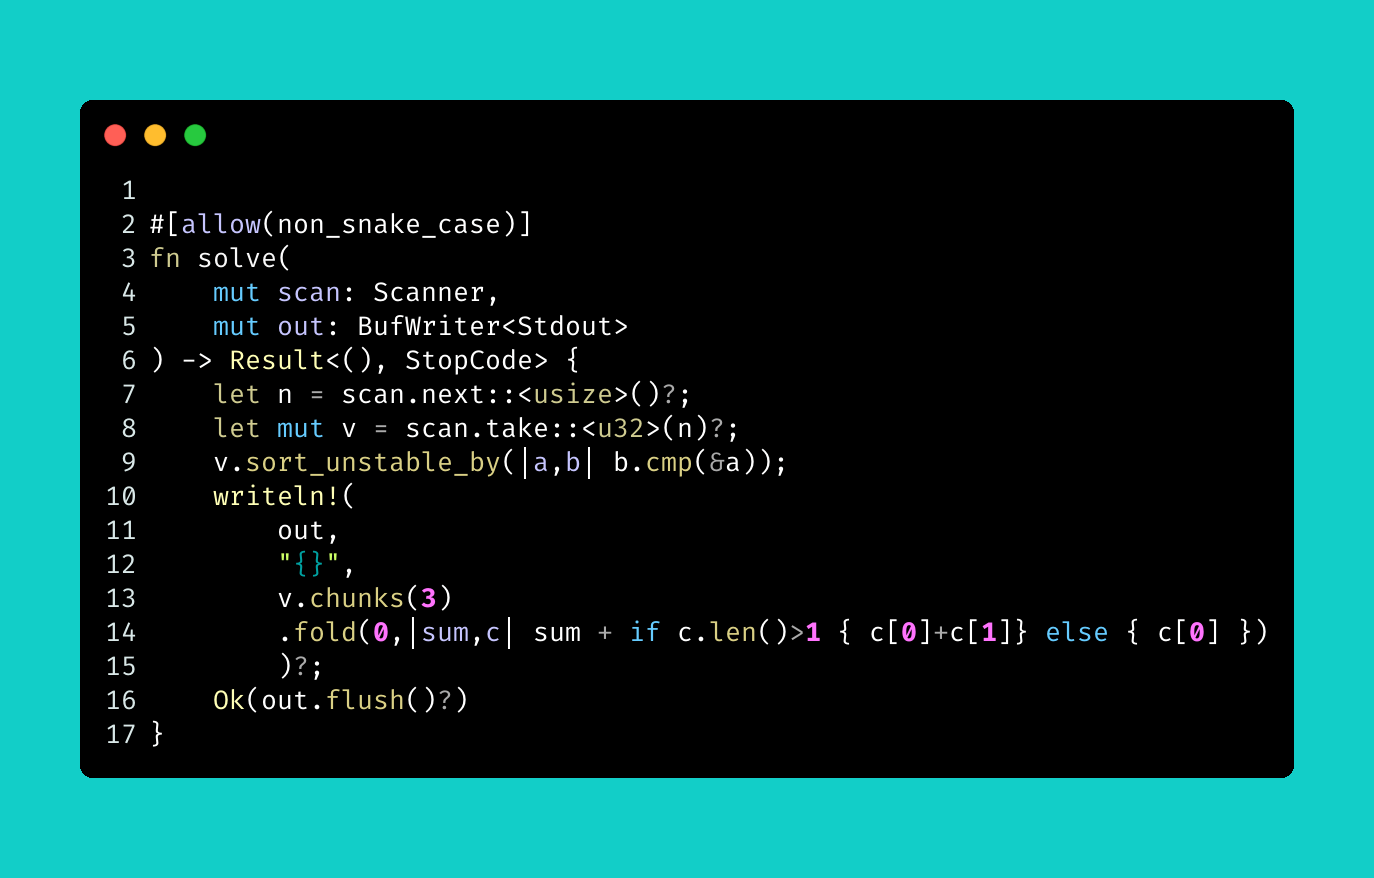 1
2 #[allow(non_snake_case)]
3 fn solve(
4     mut scan: Scanner,
5     mut out: BufWriter<Stdout>
6 ) -> Result<(), StopCode> {
7     let n = scan.next::<usize>()?;
8     let mut v = scan.take::<u32>(n)?;
9     v.sort_unstable_by(|a,b| b.cmp(&a));
10     writeln!(
11         out,
12         "{}",
13         v.chunks(3)
14         .fold(0,|sum,c| sum + if c.len()>1 { c[0]+c[1]} else { c[0] })
15         )?;
16     Ok(out.flush()?)
17 }